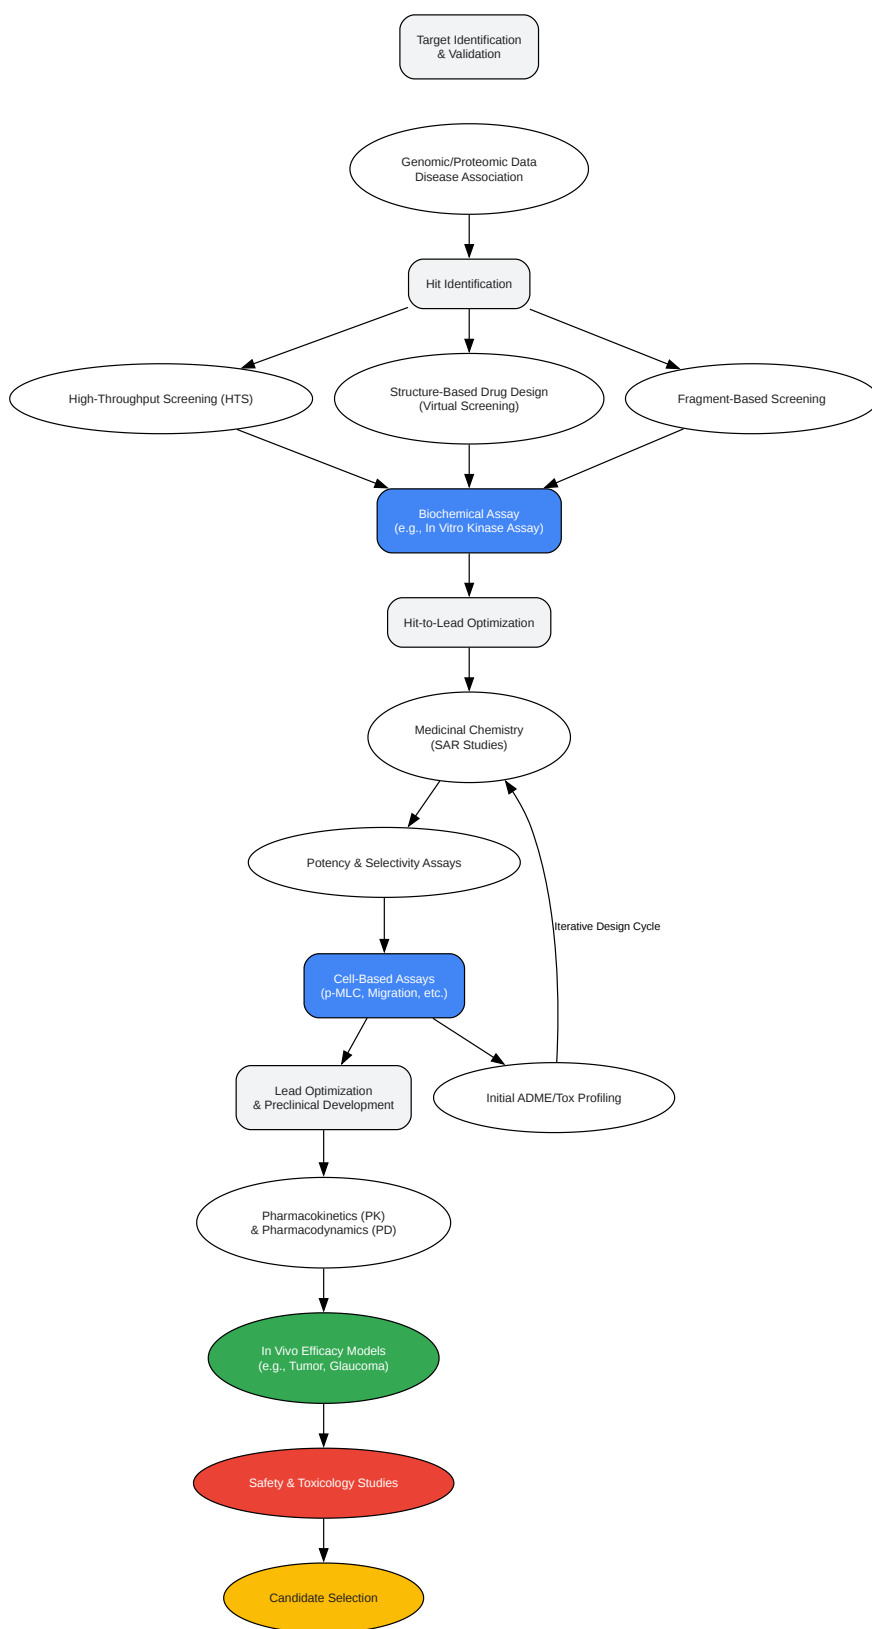 Target Identification
& Validation
Genomic/Proteomic Data
Disease Association
Hit Identification
High-Throughput Screening (HTS)
Structure-Based Drug Design
(Virtual Screening)
Fragment-Based Screening
Biochemical Assay
(e.g., In Vitro Kinase Assay)
Hit-to-Lead Optimization
Medicinal Chemistry
(SAR Studies)
Potency & Selectivity Assays
Iterative Design Cycle
Cell-Based Assays
(p-MLC, Migration, etc.)
Lead Optimization
& Preclinical Development
Initial ADME/Tox Profiling
Pharmacokinetics (PK)
& Pharmacodynamics (PD)
In Vivo Efficacy Models
(e.g., Tumor, Glaucoma)
Safety & Toxicology Studies
Candidate Selection